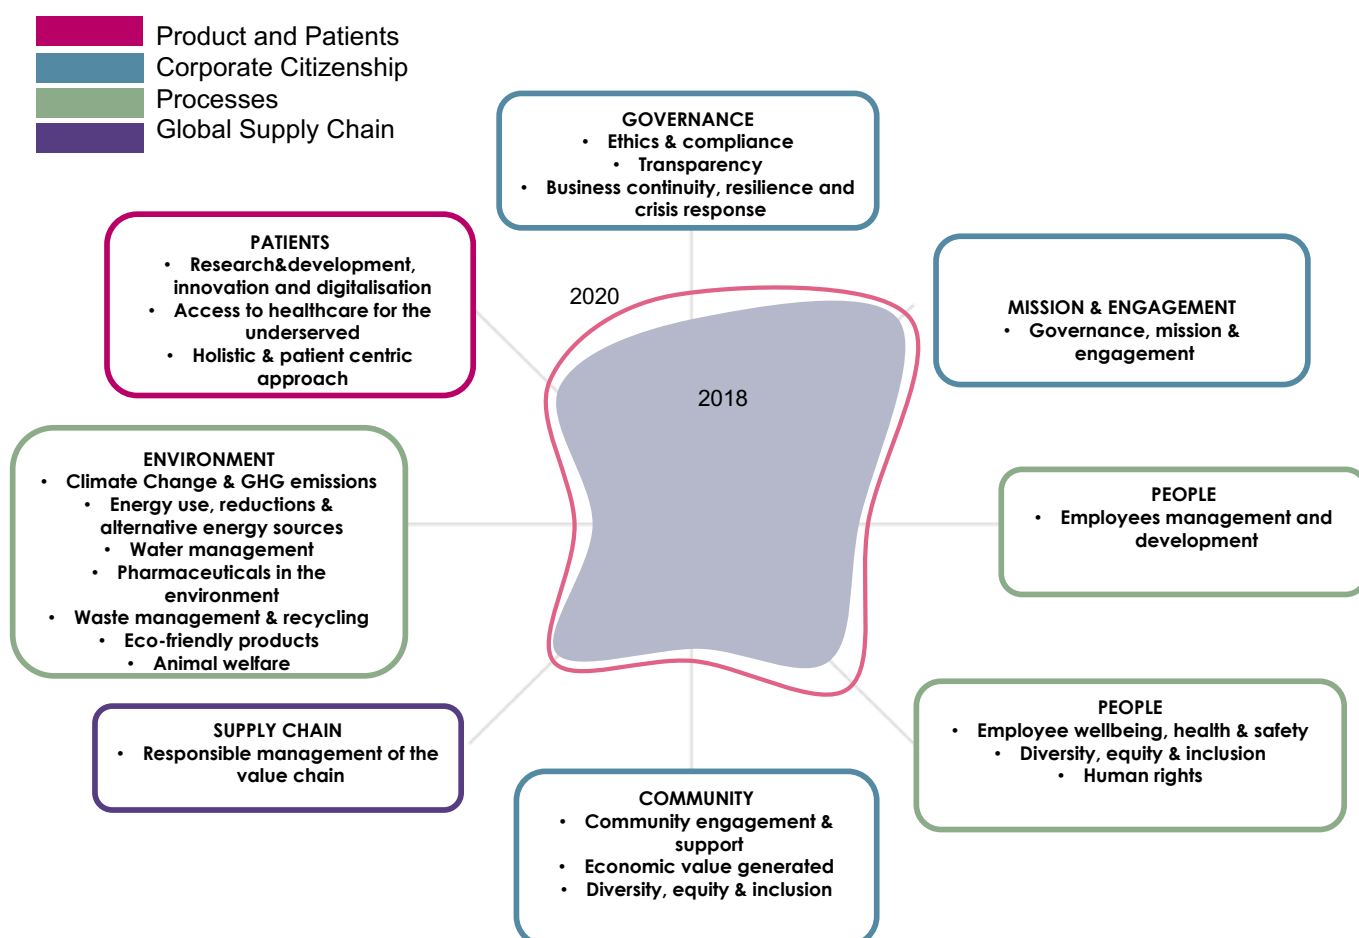 Product and Patients
Corporate Citizenship
Processes
Global Supply Chain
GOVERNANCE
• Ethics & compliance
• Transparency
• Business continuity, resilience and
crisis response
PATIENTS
• Research&development,
innovation and digitalisation
• Access to healthcare for the
underserved
• Holistic & patient centric
approach
2020
2018
MISSION & ENGAGEMENT
• Governance, mission &
engagement
ENVIRONMENT
• Climate Change & GHG emissions
• Energy use, reductions &
alternative energy sources
• Water management
• Pharmaceuticals in the
environment
• Waste management & recycling
• Eco-friendly products
• Animal welfare
PEOPLE
• Employees management and
development
SUPPLY CHAIN
• Responsible management of the
value chain
PEOPLE
• Employee wellbeing, health & safety
• Diversity, equity & inclusion
• Human rights
COMMUNITY
• Community engagement &
support
• Economic value generated
• Diversity, equity & inclusion